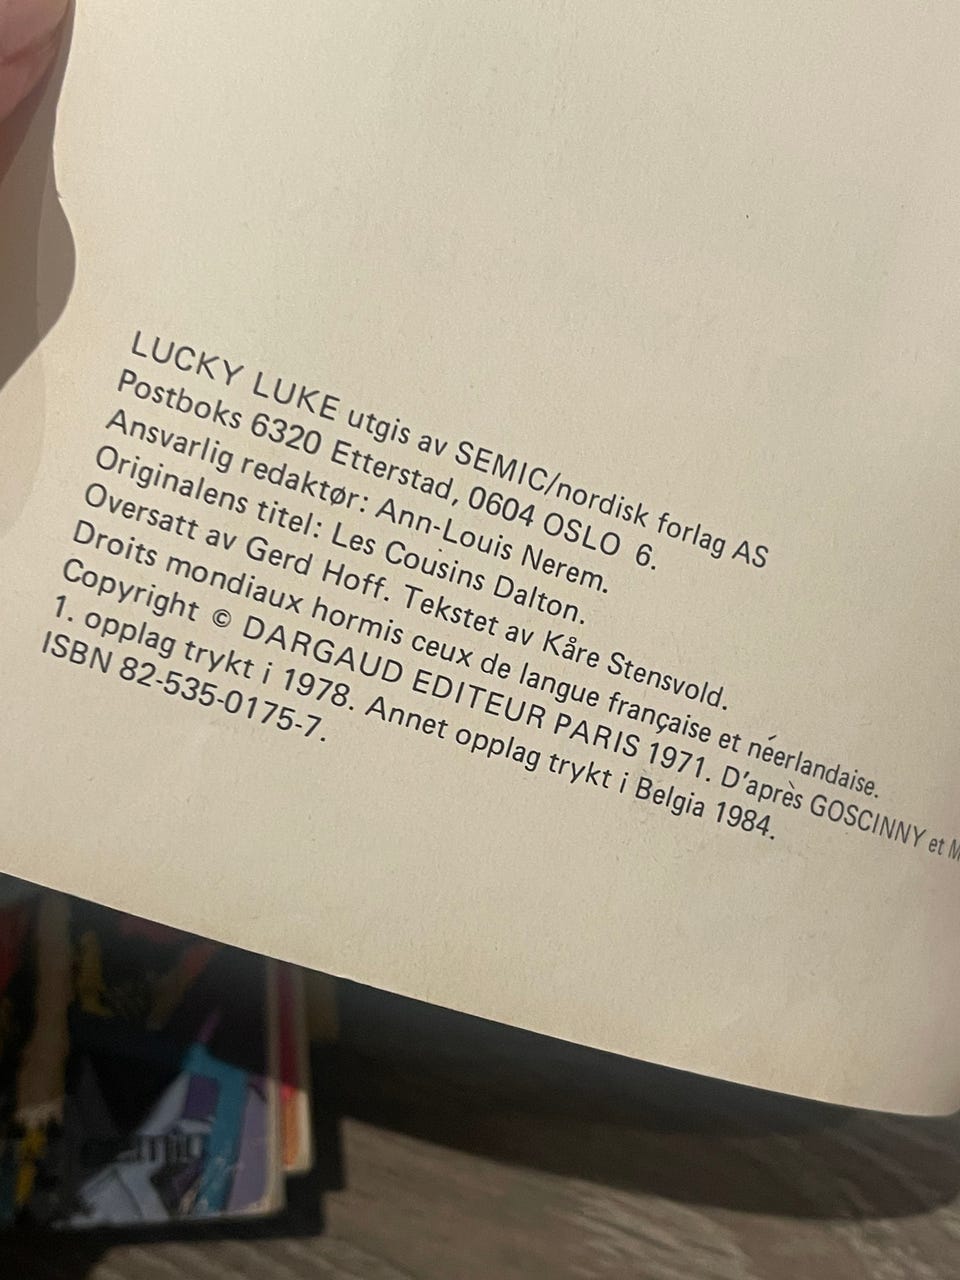 LUCKY LUKE utgis av SEMIC/nordisk forlag AS
Postboks 6320 Etterstad, 0604 OSLO 6.
Ansvarlig redaktør: Ann-Louis Nerem.
Originalens titel: Les Cousins Dalton.
Oversatt av Gerd Hoff. Tekstet av Kåre Stensvold.
Droits mondiaux hormis ceux de langue française et néerlandaise.
Copyright © DARGAUD EDITEUR PARIS 1971. D'après GOSCINNY et M
1. opplag trykt i 1978. Annet opplag trykt i Belgia 1984.
ISBN 82-535-0175-7.